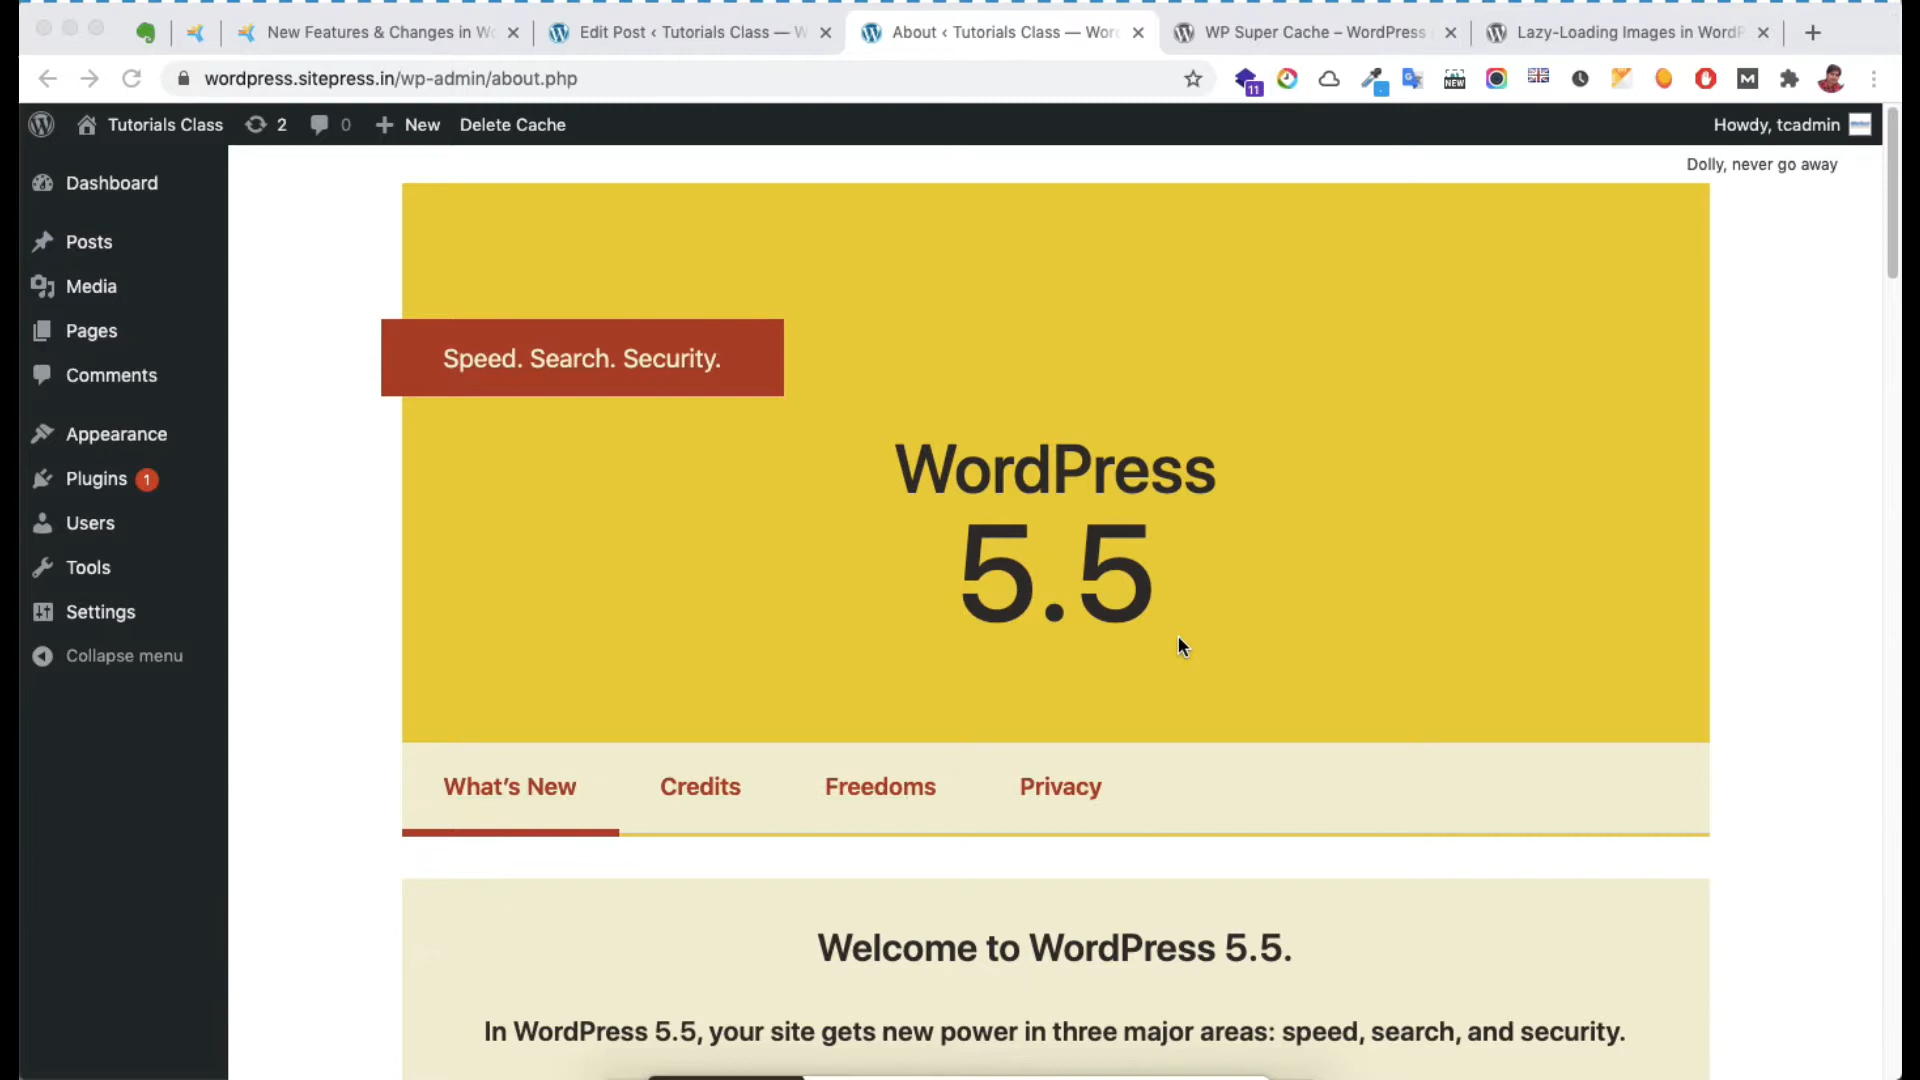 New Features & Changes in Wo
Edit Post ‹ Tutorials Class — W
About ‹ Tutorials Class — Wor
WP Super Cache – WordPress
Lazy-Loading Images in WordP
wordpress.sitepress.in/wp-admin/about.php
11
NEW
M
Tutorials Class
2
0
New
Delete Cache
Howdy, tcadmin
Dolly, never go away
Dashboard
Posts
Media
Pages
Comments
Appearance
Plugins 1
Users
Tools
Settings
Collapse menu
Speed. Search. Security.
WordPress
5.5
What’s New
Credits
Freedoms
Privacy
Welcome to WordPress 5.5.
In WordPress 5.5, your site gets new power in three major areas: speed, search, and security.